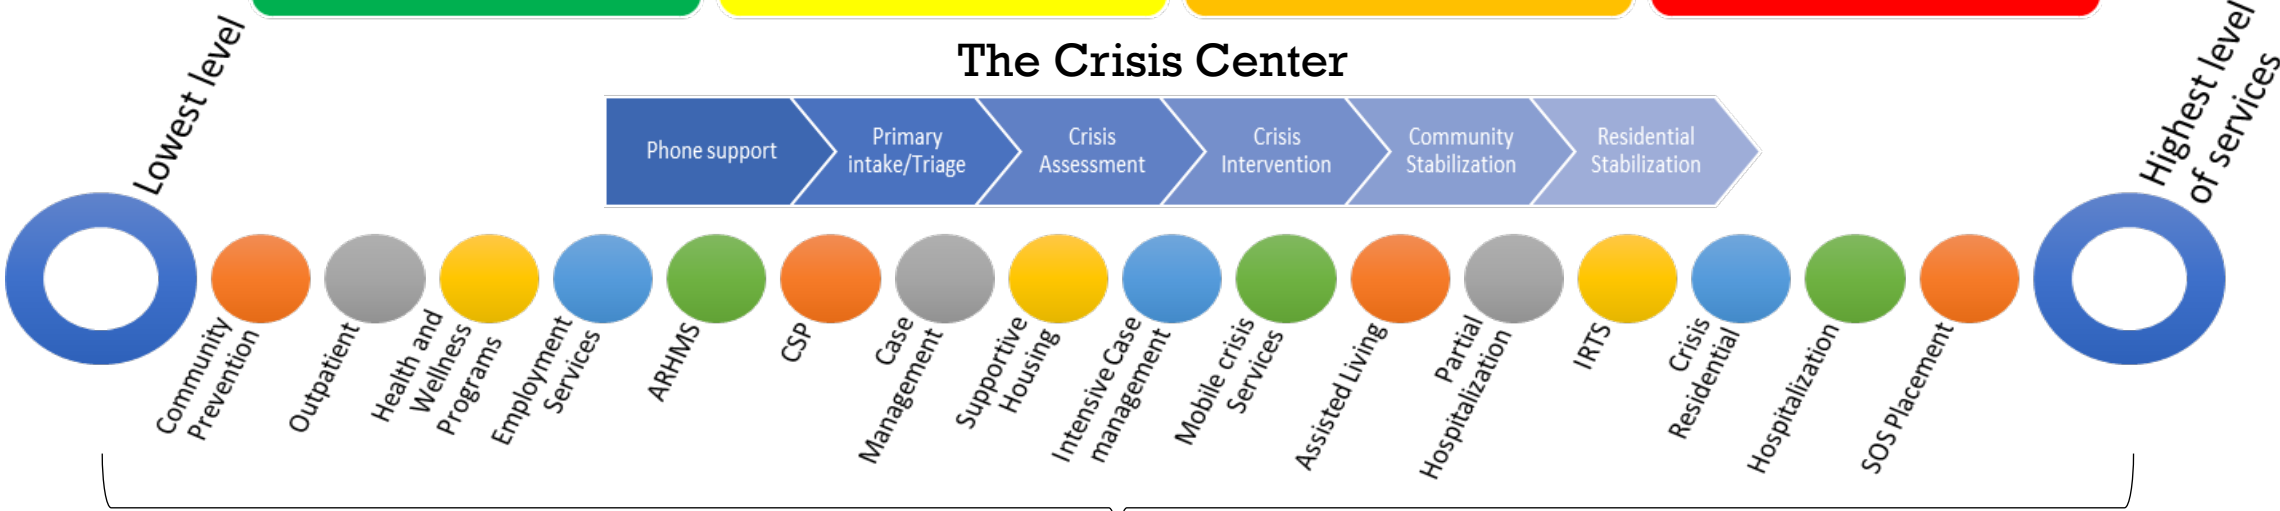 The Crisis Center
Lowest level
Highest level
of services
Phone support
Primary
intake/Triage
Crisis
Assessment
Crisis
Intervention
Community
Stabilization
Residential
Stabilization
Community
Prevention
Outpatient
Health and
Wellness
Programs
Employment
Services
ARHMS
CSP
Case
Management
Supportive
Housing
Intensive Case
management
Mobile crisis
Services
Assisted Living
Partial
Hospitalization
IRTS
Crisis
Residential
Hospitalization
SOS Placement